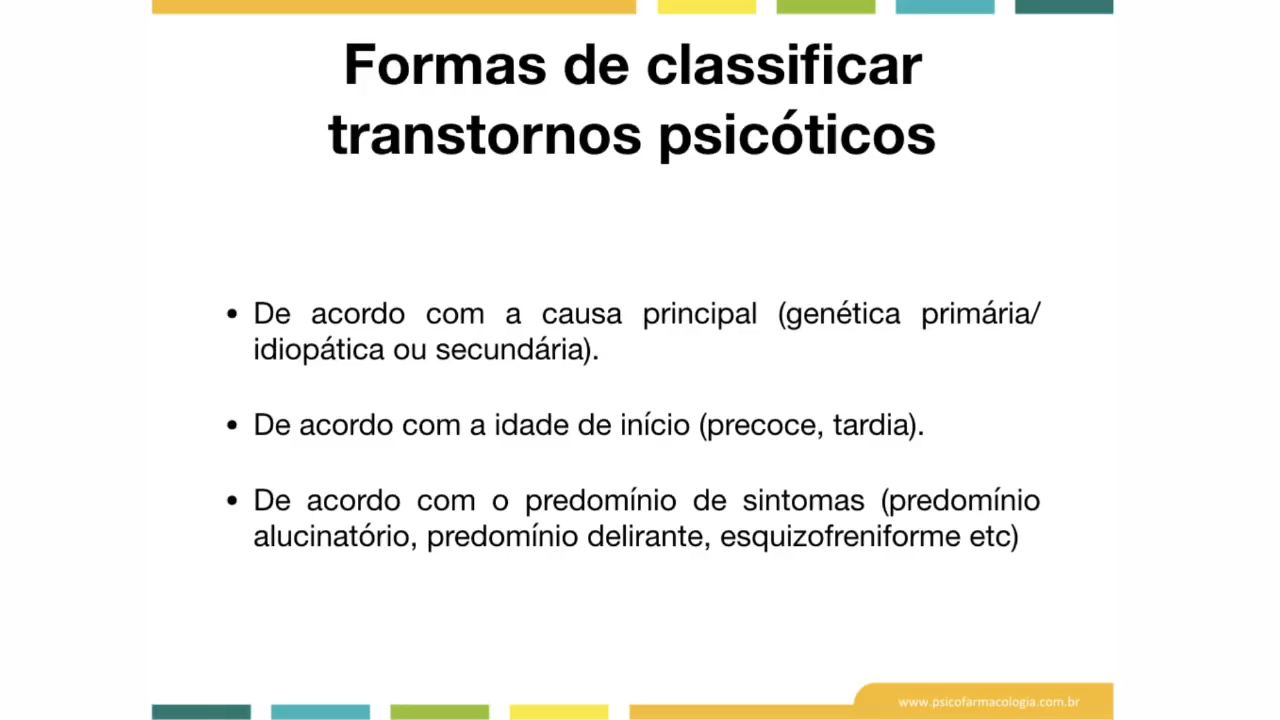 Formas de classificar
transtornos psicóticos
• De acordo com a causa principal (genética primária/
idiopática ou secundária).
• De acordo com a idade de início (precoce, tardia).
• De acordo com o predomínio de sintomas (predomínio
alucinatório, predomínio delirante, esquizofreniforme etc)
www.psicofarmacologia.com.br